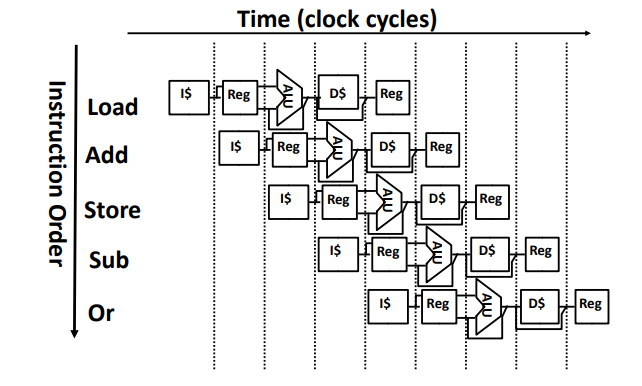 Time (clock cycles)
Instruction Order
Load
I$ Reg ALU D$ Reg
Add
I$ Reg ALU D$ Reg
Store
I$ Reg ALU D$ Reg
Sub
I$ Reg ALU D$ Reg
Or
I$ Reg ALU D$ Reg